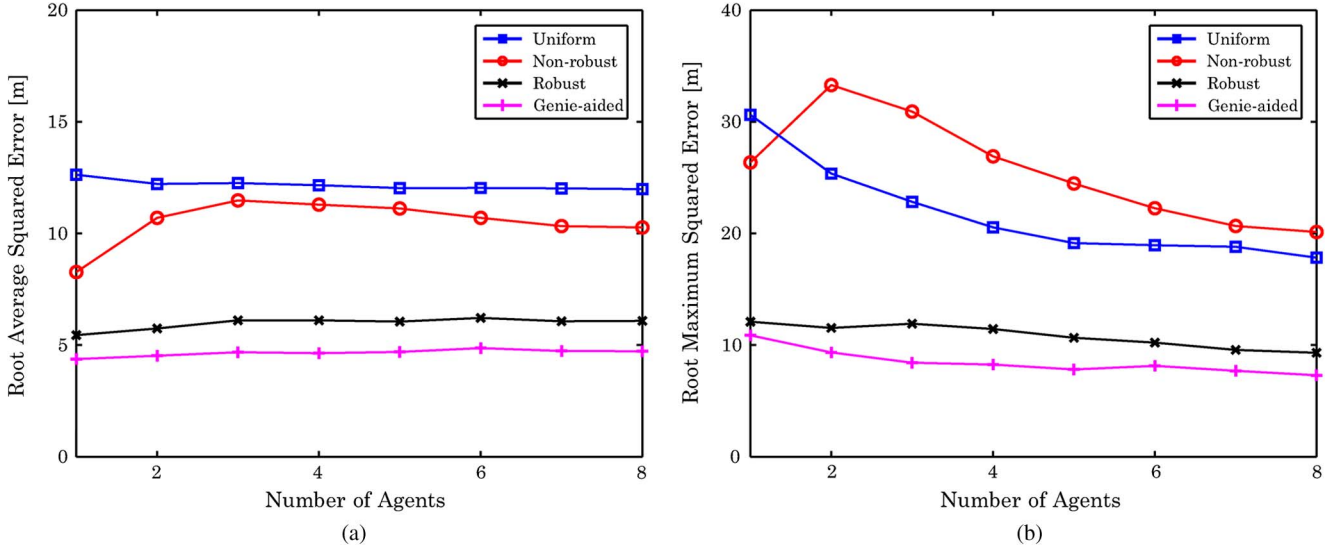 20
15
10
5
0
Root Average Squared Error [m]
Uniform
Non-robust
Robust
Genie-aided
2
4
6
8
Number of Agents
(a)
40
30
20
10
0
Root Maximum Squared Error [m]
Uniform
Non-robust
Robust
Genie-aided
2
4
6
8
Number of Agents
(b)